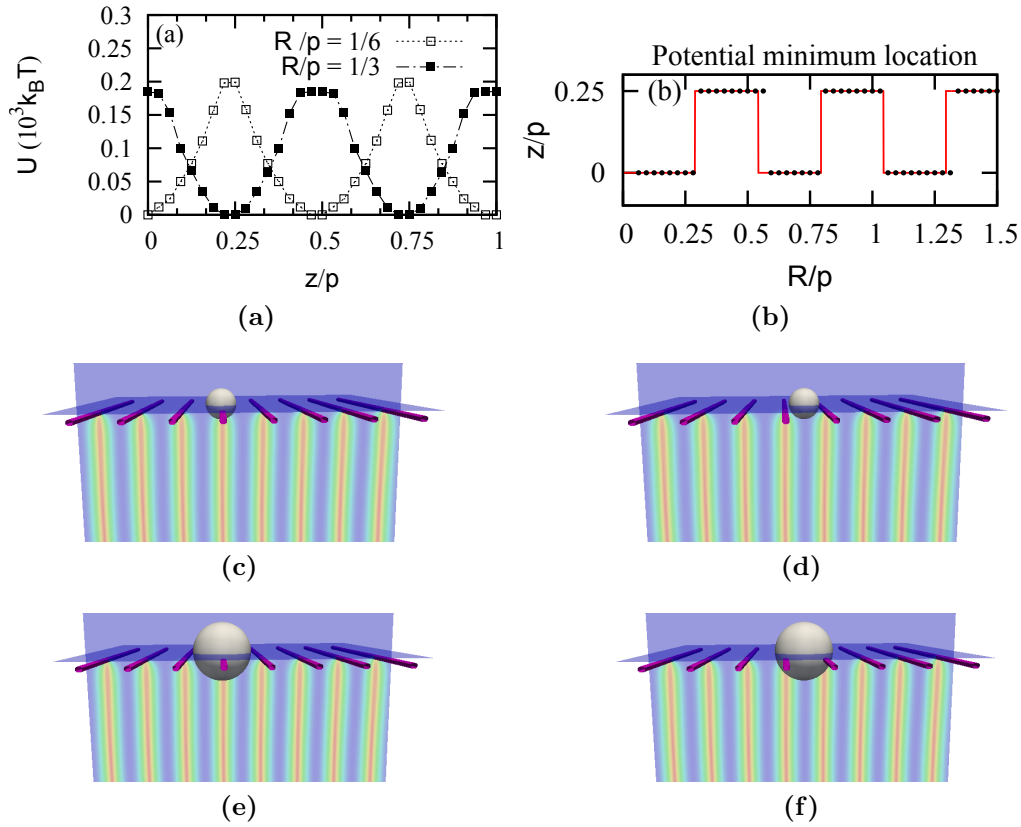 0.3
0.25
0.2
0.15
0.1
0.05
0
U (10³k_BT)
(a)
R /p = 1/6
R/p = 1/3
0 0.25 0.5 0.75 1
z/p
(a)
Potential minimum location
(b)
0.25
0
z/p
0 0.25 0.5 0.75 1 1.25 1.5
R/p
(b)
(c)
(d)
(e)
(f)